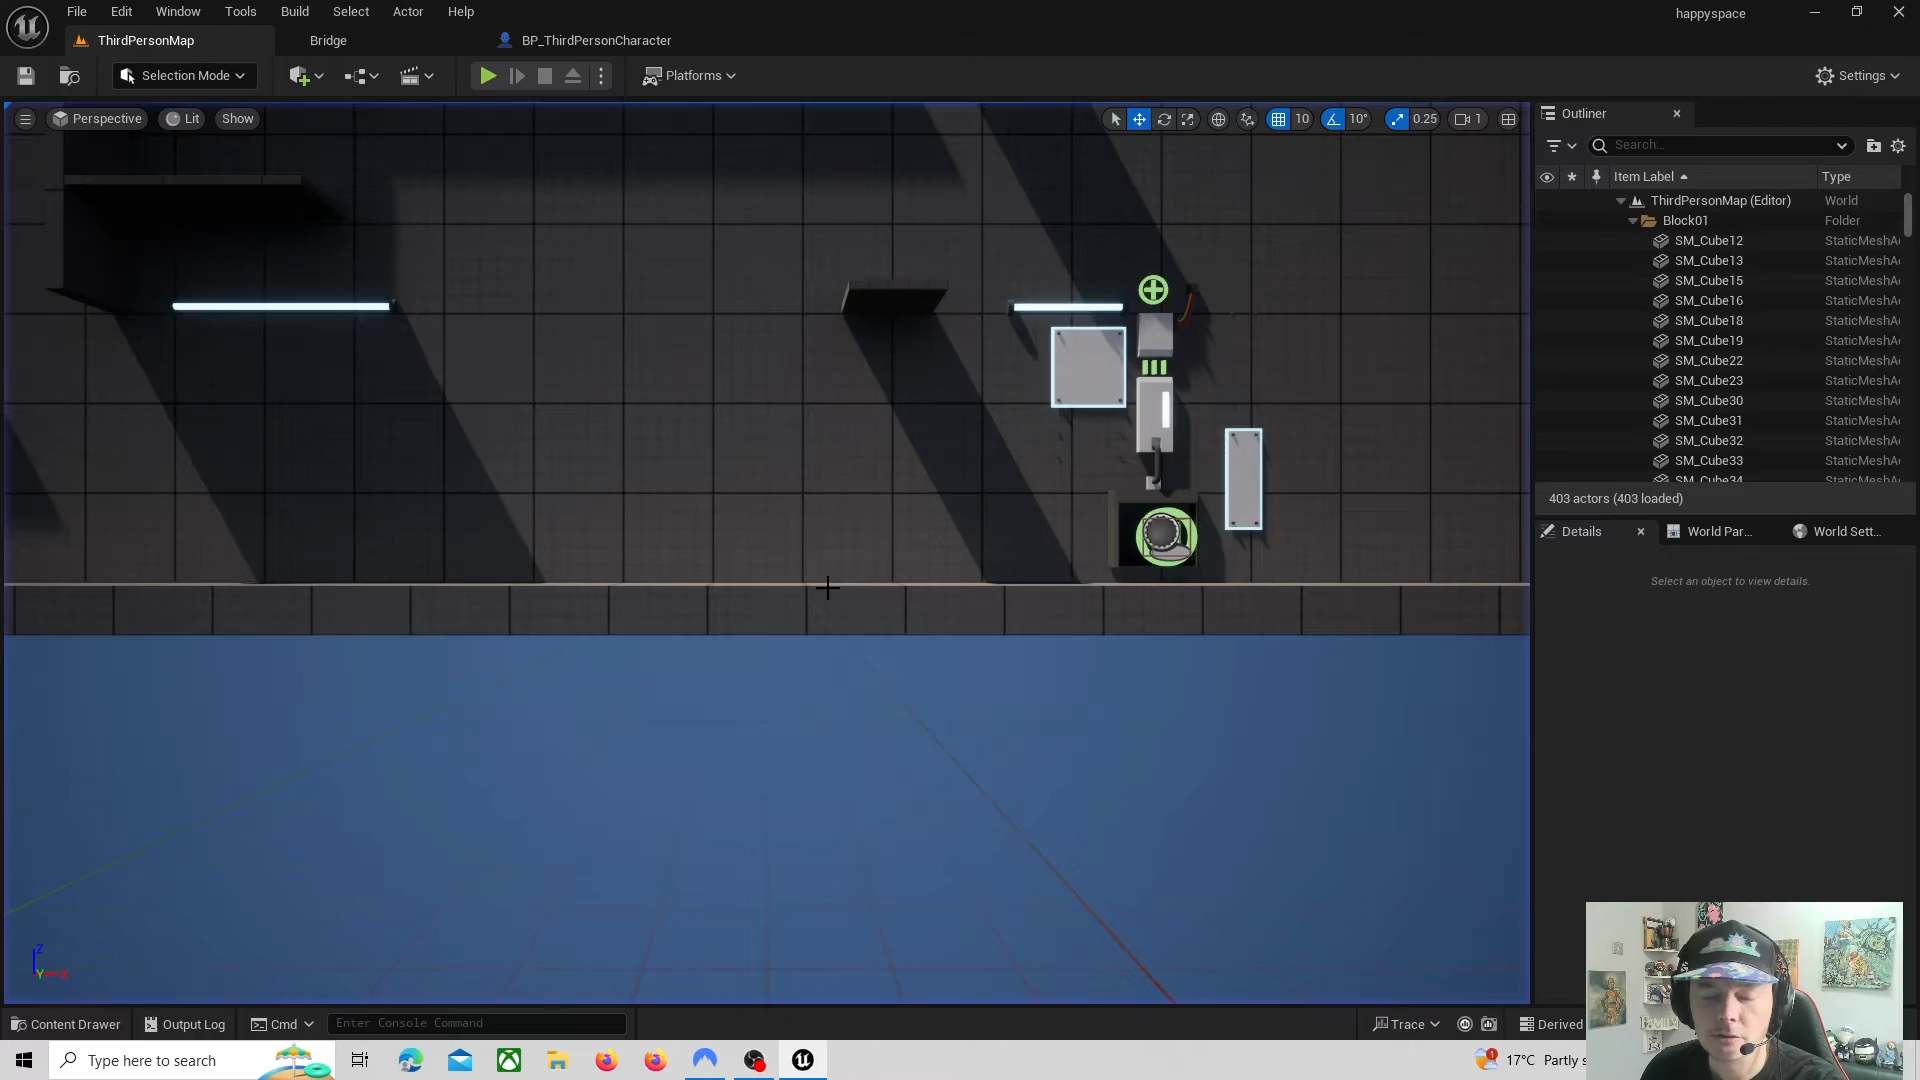 File Edit Window Tools Build Select Actor Help
happyspace
ThirdPersonMap
Bridge
BP_ThirdPersonCharacter
Selection Mode
Platforms
Settings
Perspective
Lit
Show
10
10°
0.25
1
Outliner
Search...
Item Label
Type
ThirdPersonMap (Editor) World
Block01 Folder
SM_Cube12 StaticMeshA
SM_Cube13 StaticMeshA
SM_Cube15 StaticMeshA
SM_Cube16 StaticMeshA
SM_Cube18 StaticMeshA
SM_Cube19 StaticMeshA
SM_Cube22 StaticMeshA
SM_Cube23 StaticMeshA
SM_Cube30 StaticMeshA
SM_Cube31 StaticMeshA
SM_Cube32 StaticMeshA
SM_Cube33 StaticMeshA
SM_Cube34
403 actors (403 loaded)
Details
World Par...
World Sett...
Select an object to view details.
Z
Y
X
Content Drawer
Output Log
Cmd
Enter Console Command
Trace
Derived
Type here to search
1
17°C Partly s